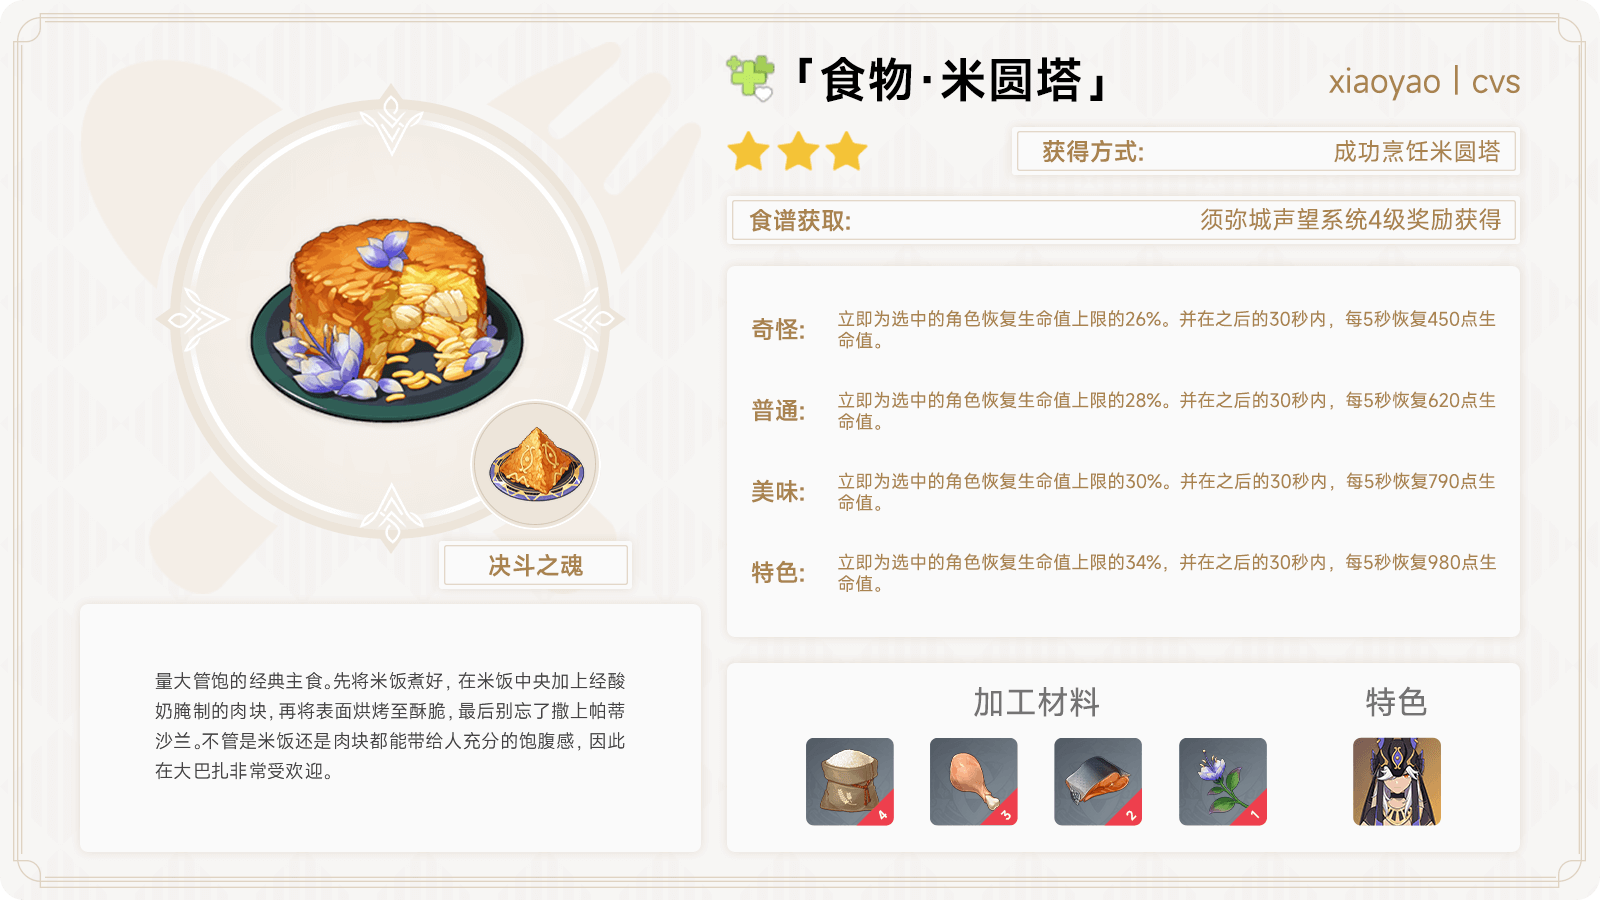 「食物·米圆塔」
xiaoyao | cvs
获得方式: 成功烹饪米圆塔
食谱获取: 须弥城声望系统4级奖励获得
奇怪: 立即为选中的角色恢复生命值上限的26%。并在之后的30秒内，每5秒恢复450点生
命值。
普通: 立即为选中的角色恢复生命值上限的28%。并在之后的30秒内，每5秒恢复620点生
命值。
美味: 立即为选中的角色恢复生命值上限的30%。并在之后的30秒内，每5秒恢复790点生
命值。
特色: 立即为选中的角色恢复生命值上限的34%，并在之后的30秒内，每5秒恢复980点生
命值。
决斗之魂
量大管饱的经典主食。先将米饭煮好，在米饭中央加上经酸
奶腌制的肉块，再将表面烘烤至酥脆，最后别忘了撒上帕蒂
沙兰。不管是米饭还是肉块都能带给人充分的饱腹感，因此
在大巴扎非常受欢迎。
加工材料
特色
4
3
2
1